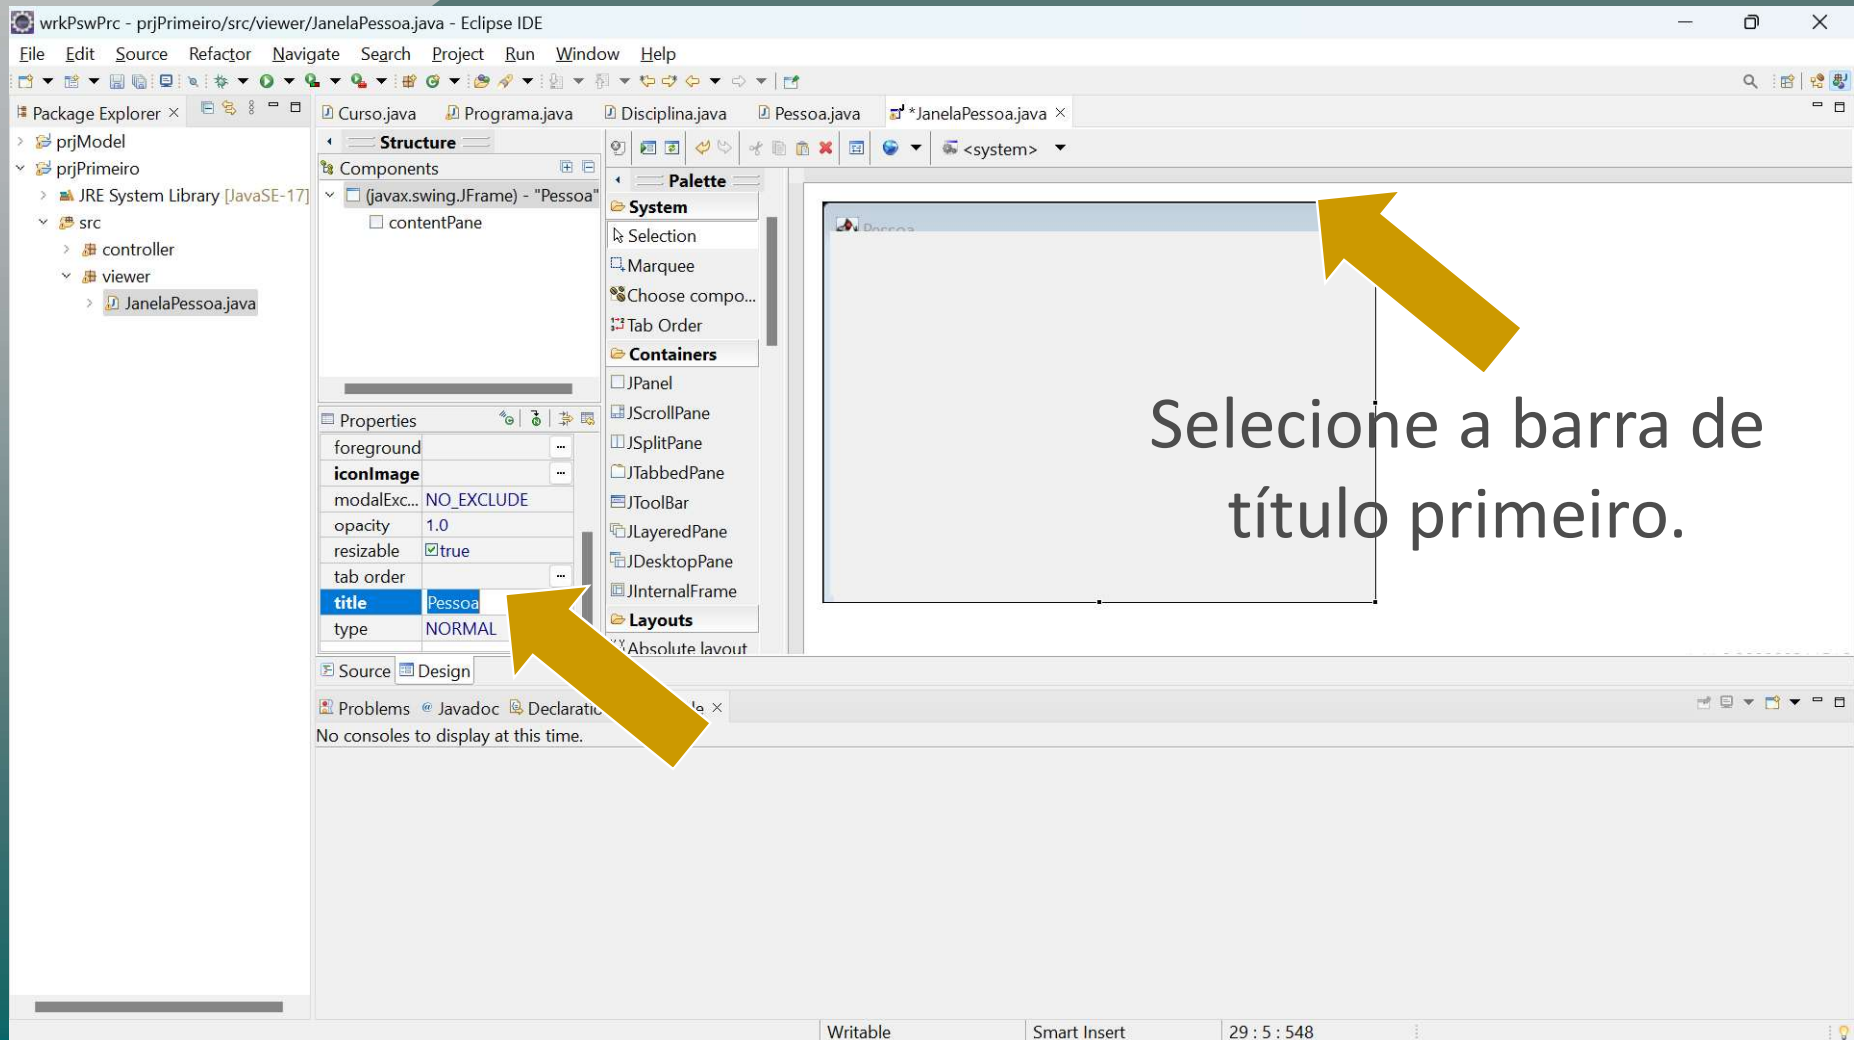 wrkPswPrc - prjPrimeiro/src/viewer/JanelaPessoa.java - Eclipse IDE
File Edit Source Refactor Navigate Search Project Run Window Help
Package Explorer
prjModel
prjPrimeiro
JRE System Library [JavaSE-17]
src
controller
viewer
JanelaPessoa.java
Curso.java Programa.java Disciplina.java Pessoa.java *JanelaPessoa.java
Structure
Components
(javax.swing.JFrame) - "Pessoa"
contentPane
Properties
foreground
iconImage
modalExc... NO_EXCLUDE
opacity 1.0
resizable true
tab order
title Pessoa
type NORMAL
<system>
Palette
System
Selection
Marquee
Choose compo...
Tab Order
Containers
JPanel
JScrollPane
JSplitPane
JTabbedPane
JToolBar
JLayeredPane
JDesktopPane
JInternalFrame
Layouts
Absolute layout
Pessoa
Selecione a barra de
título primeiro.
Source Design
Problems Javadoc
No consoles to display at this time.
Writable Smart Insert 29 : 5 : 548